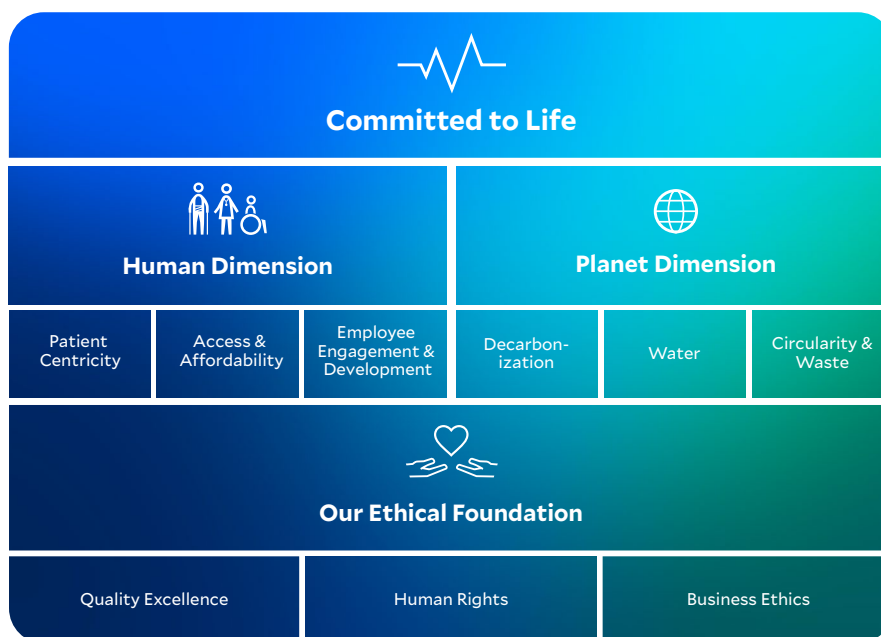 Committed to Life
Human Dimension
Planet Dimension
Patient
Centricity
Access &
Affordability
Employee
Engagement &
Development
Decarbon-
ization
Water
Circularity &
Waste
Our Ethical Foundation
Quality Excellence
Human Rights
Business Ethics